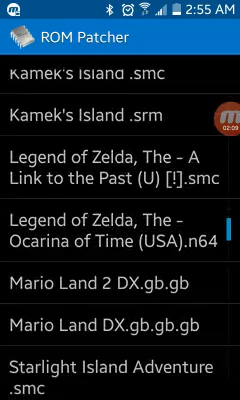 2:55 AM
ROM Patcher
Kamek's Island .smc
Kamek's Island .srm
02:09
Legend of Zelda, The - A
Link to the Past (U) [!].smc
Legend of Zelda, The -
Ocarina of Time (USA).n64
Mario Land 2 DX.gb.gb
Mario Land DX.gb.gb.gb
Starlight Island Adventure
.smc